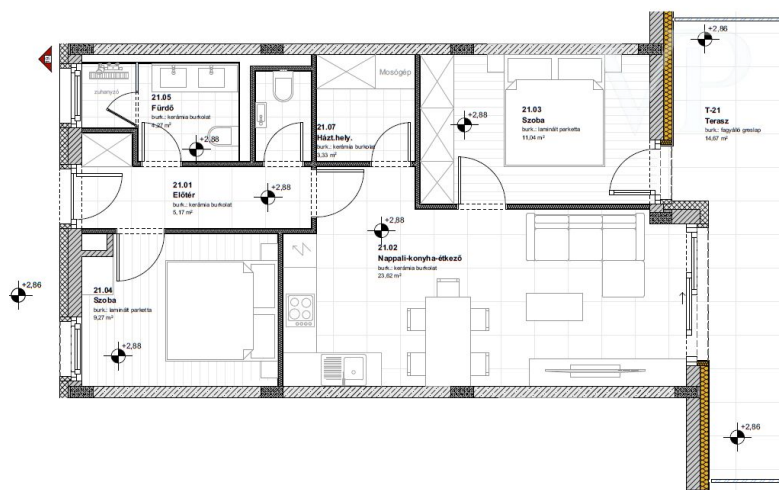 +2,86
zuhanyzó
21.05
Fürdő
burk.: kerámia burkolat
4,27 m²
+2,88
Mosógép
21.07
Házt.hely.
burk.: kerámia burkolat
3,33 m²
+2,88
21.03
Szoba
burk.: laminált parketta
11,04 m²
T-21
Terasz
burk.: fagyálló greslap
14,67 m²
21.01
Előtér
burk.: kerámia burkolat
5,17 m²
+2,88
+2,88
21.02
Nappali-konyha-étkező
burk.: kerámia burkolat
23,62 m²
+2,86
21.04
Szoba
burk.: laminált parketta
9,27 m²
+2,88
+2,86